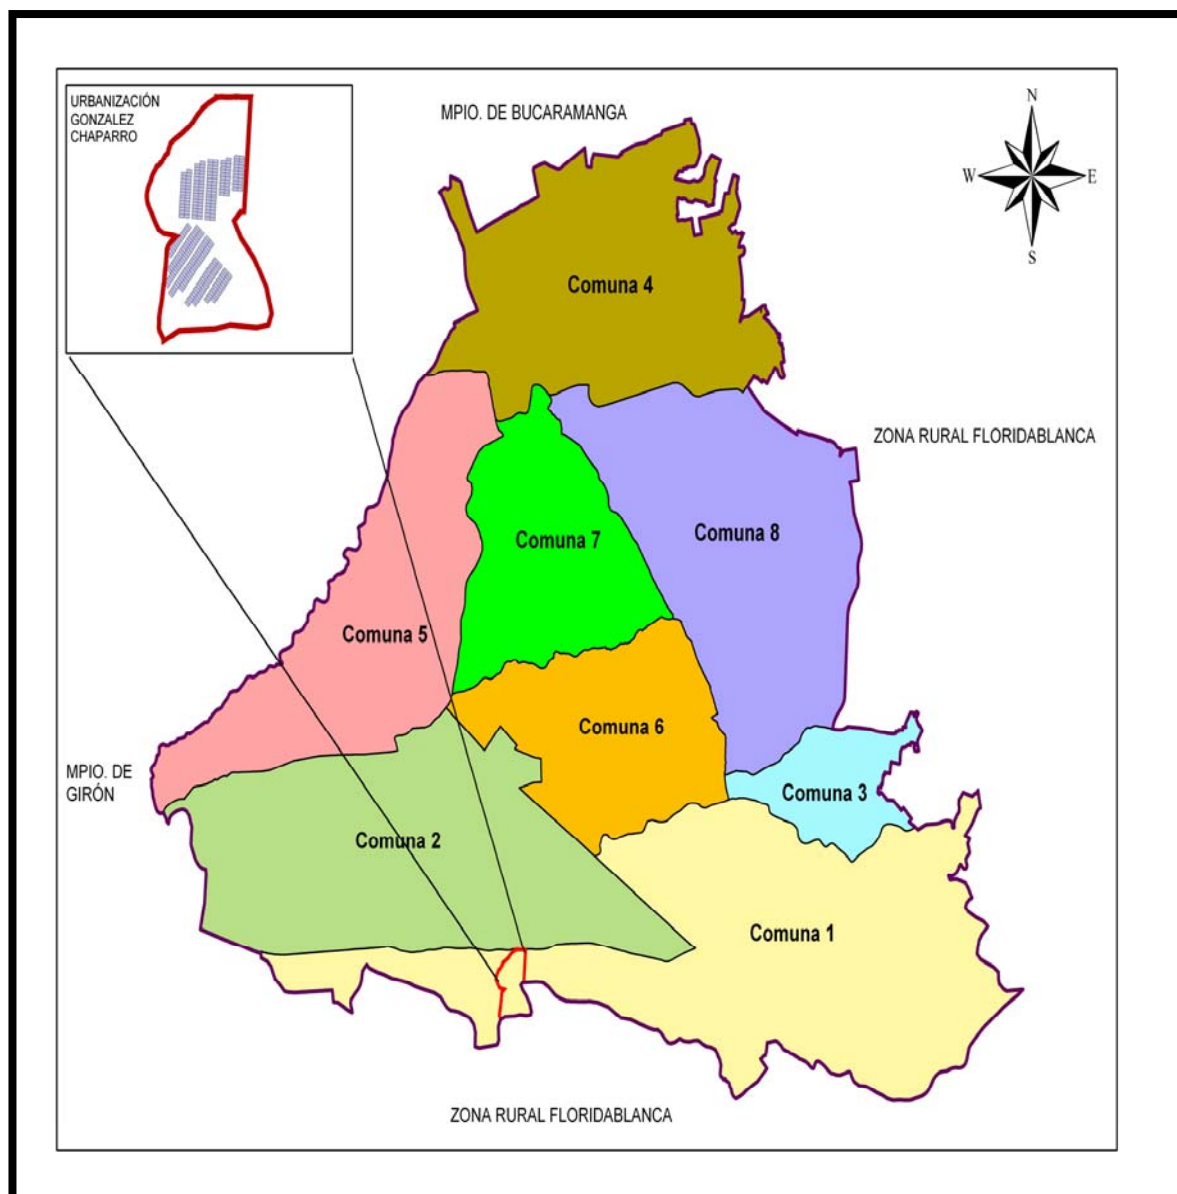 URBANIZACIÓN
GONZALEZ
CHAPARRO
MPIO. DE BUCARAMANGA
N
W
E
S
Comuna 4
ZONA RURAL FLORIDABLANCA
Comuna 8
Comuna 7
Comuna 5
Comuna 6
MPIO. DE
GIRÓN
Comuna 3
Comuna 2
Comuna 1
ZONA RURAL FLORIDABLANCA